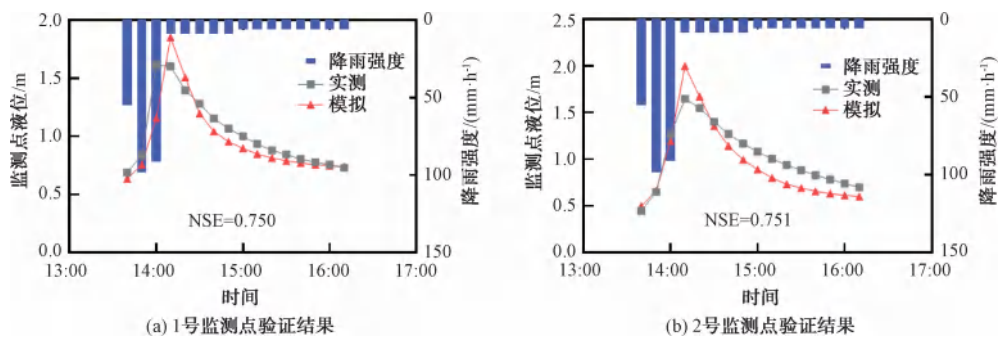 2.0
1.5
1.0
0.5
0.0
监测点液位/m
降雨强度
实测
模拟
NSE=0.750
0
50
100
150
降雨强度/(mm·h⁻¹)
13:00 14:00 15:00 16:00 17:00
时间
(a) 1号监测点验证结果
2.5
2.0
1.5
1.0
0.5
0.0
监测点液位/m
降雨强度
实测
模拟
NSE=0.751
0
50
100
150
降雨强度/(mm·h⁻¹)
13:00 14:00 15:00 16:00 17:00
时间
(b) 2号监测点验证结果